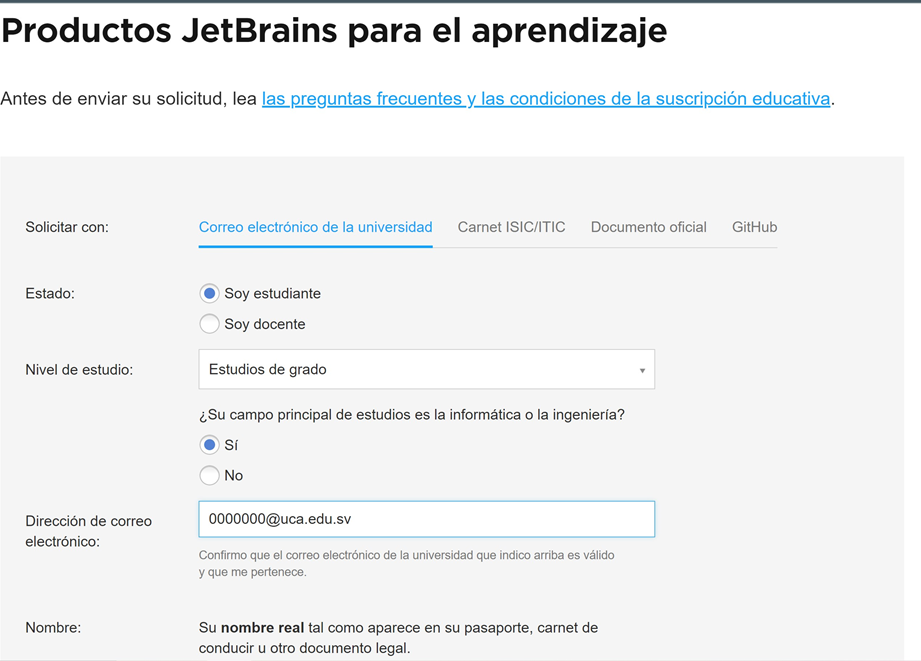 Productos JetBrains para el aprendizaje
Antes de enviar su solicitud, lea las preguntas frecuentes y las condiciones de la suscripción educativa.
Solicitar con: Correo electrónico de la universidad Carnet ISIC/ITIC Documento oficial GitHub
Estado: Soy estudiante
Soy docente
Nivel de estudio: Estudios de grado
¿Su campo principal de estudios es la informática o la ingeniería?
Sí
No
Dirección de correo electrónico: 0000000@uca.edu.sv
Confirmo que el correo electrónico de la universidad que indico arriba es válido
y que me pertenece.
Nombre: Su nombre real tal como aparece en su pasaporte, carnet de
conducir u otro documento legal.